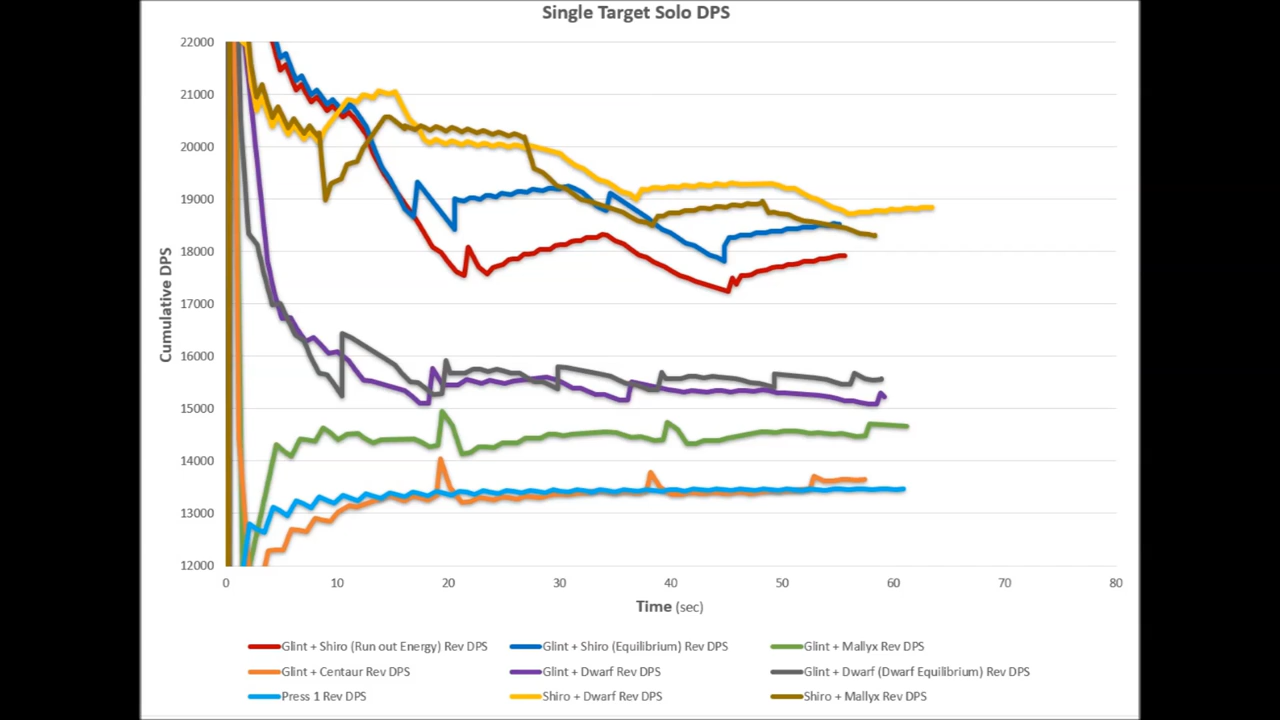 Single Target Solo DPS
22000
21000
20000
19000
18000
17000
16000
15000
14000
13000
12000
Cumulative DPS
0 10 20 30 40 50 60 70 80
Time (sec)
Glint + Shiro (Run out Energy) Rev DPS Glint + Shiro (Equilibrium) Rev DPS Glint + Mallyx Rev DPS
Glint + Centaur Rev DPS Glint + Dwarf Rev DPS Glint + Dwarf (Dwarf Equilibrium) Rev DPS
Press 1 Rev DPS Shiro + Dwarf Rev DPS Shiro + Mallyx Rev DPS